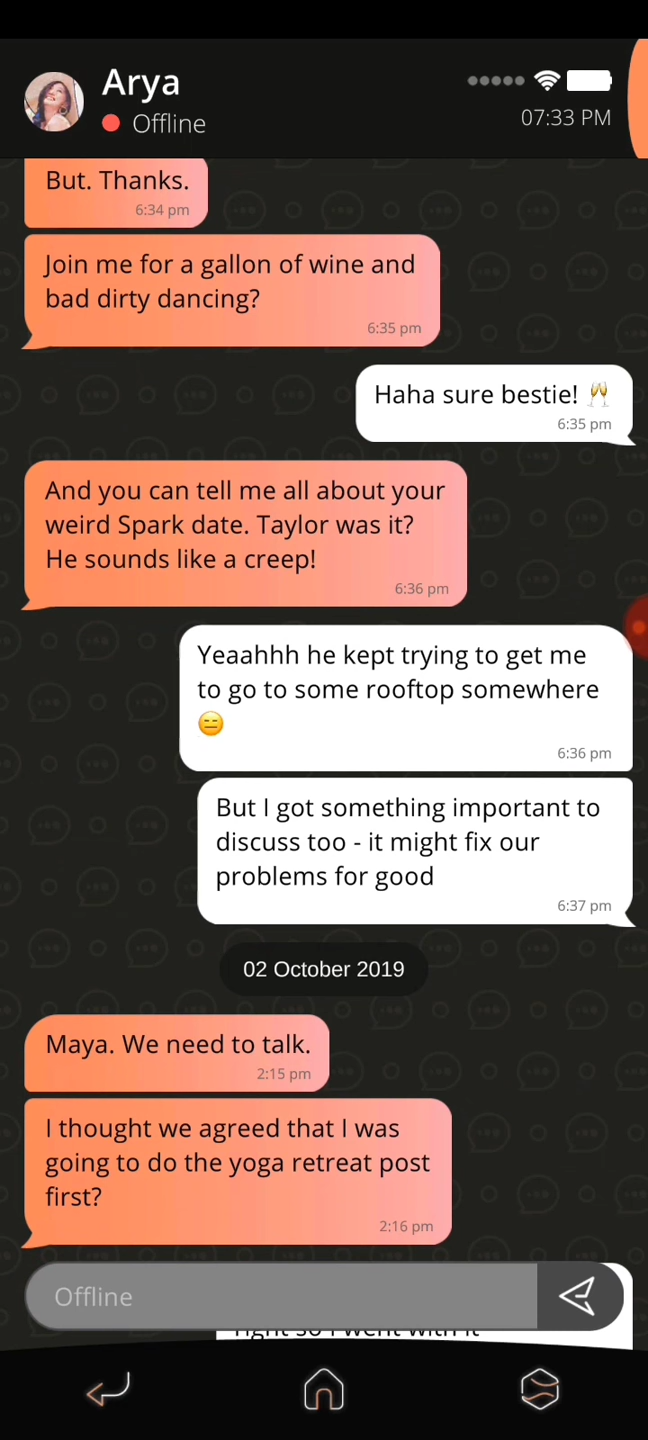 Arya
Offline
07:33 PM
But. Thanks.
6:34 pm
Join me for a gallon of wine and
bad dirty dancing?
6:35 pm
Haha sure bestie! 🥂
6:35 pm
And you can tell me all about your
weird Spark date. Taylor was it?
He sounds like a creep!
6:36 pm
Yeaahhh he kept trying to get me
to go to some rooftop somewhere
😑
6:36 pm
But I got something important to
discuss too - it might fix our
problems for good
6:37 pm
02 October 2019
Maya. We need to talk.
2:15 pm
I thought we agreed that I was
going to do the yoga retreat post
first?
2:16 pm
Offline
right so I went with it